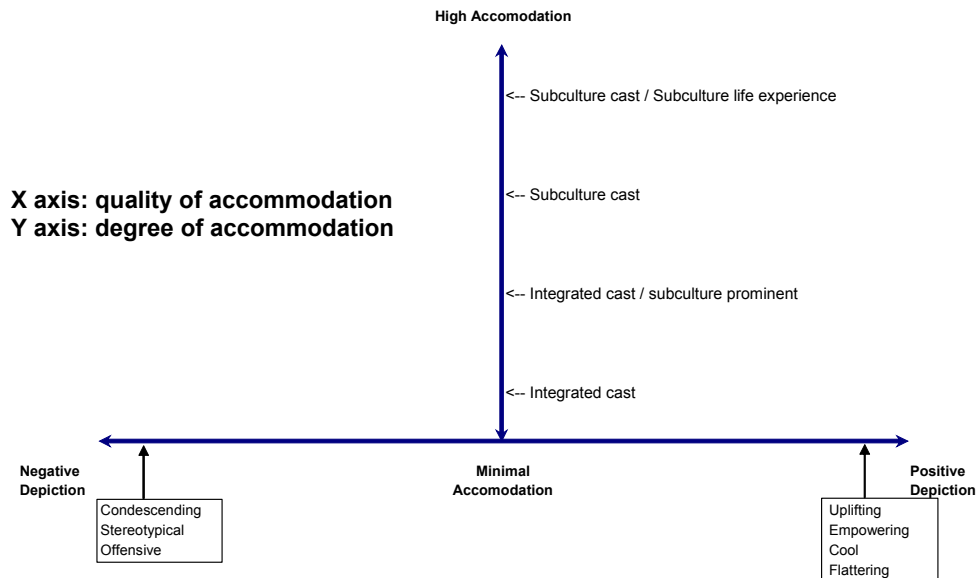 High Accomodation
<-- Subculture cast / Subculture life experience
X axis: quality of accommodation
Y axis: degree of accommodation
<-- Subculture cast
<-- Integrated cast / subculture prominent
<-- Integrated cast
Negative
Depiction
Minimal
Accomodation
Positive
Depiction
Condescending
Stereotypical
Offensive
Uplifting
Empowering
Cool
Flattering